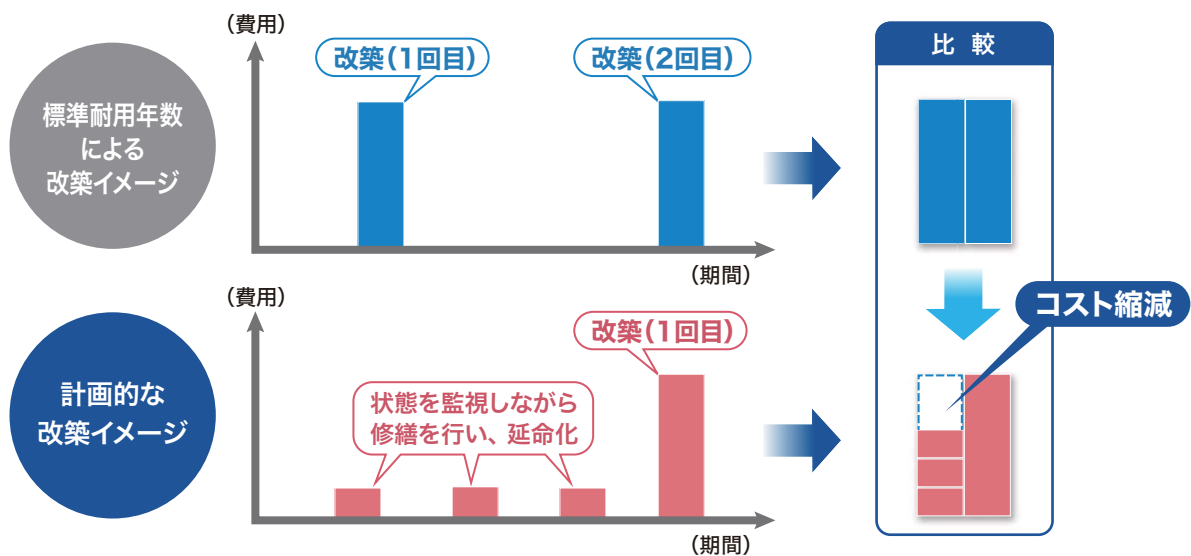 標準耐用年数
による
改築イメージ
（費用）
改築（1回目）
改築（2回目）
（期間）
比 較
計画的な
改築イメージ
（費用）
状態を監視しながら
修繕を行い、延命化
改築（1回目）
（期間）
コスト縮減